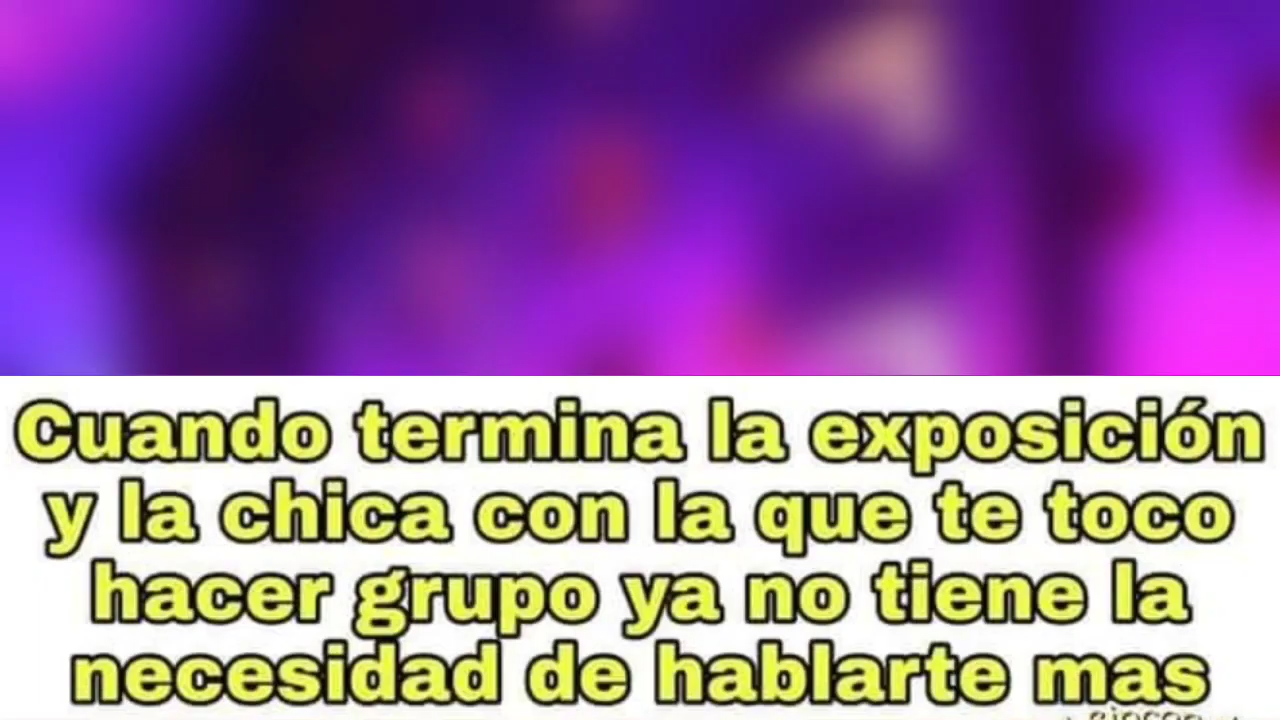 Cuando termina la exposición
y la chica con la que te toco
hacer grupo ya no tiene la
necesidad de hablarte mas